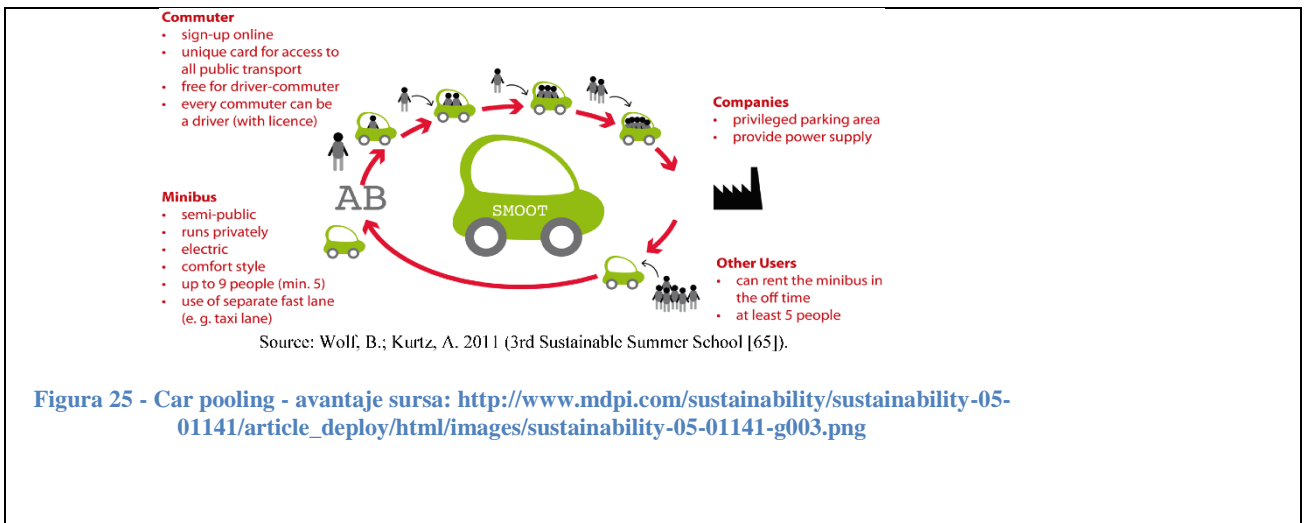 Commuter
• sign-up online
• unique card for access to
all public transport
• free for driver-commuter
• every commuter can be
a driver (with licence)
Companies
• privileged parking area
• provide power supply
AB
SMOOT
Minibus
• semi-public
• runs privately
• electric
• comfort style
• up to 9 people (min. 5)
• use of separate fast lane
(e. g. taxi lane)
Other Users
• can rent the minibus in
the off time
• at least 5 people
Source: Wolf, B.; Kurtz, A. 2011 (3rd Sustainable Summer School [65]).
Figura 25 - Car pooling - avantaje sursa: http://www.mdpi.com/sustainability/sustainability-05-
01141/article_deploy/html/images/sustainability-05-01141-g003.png